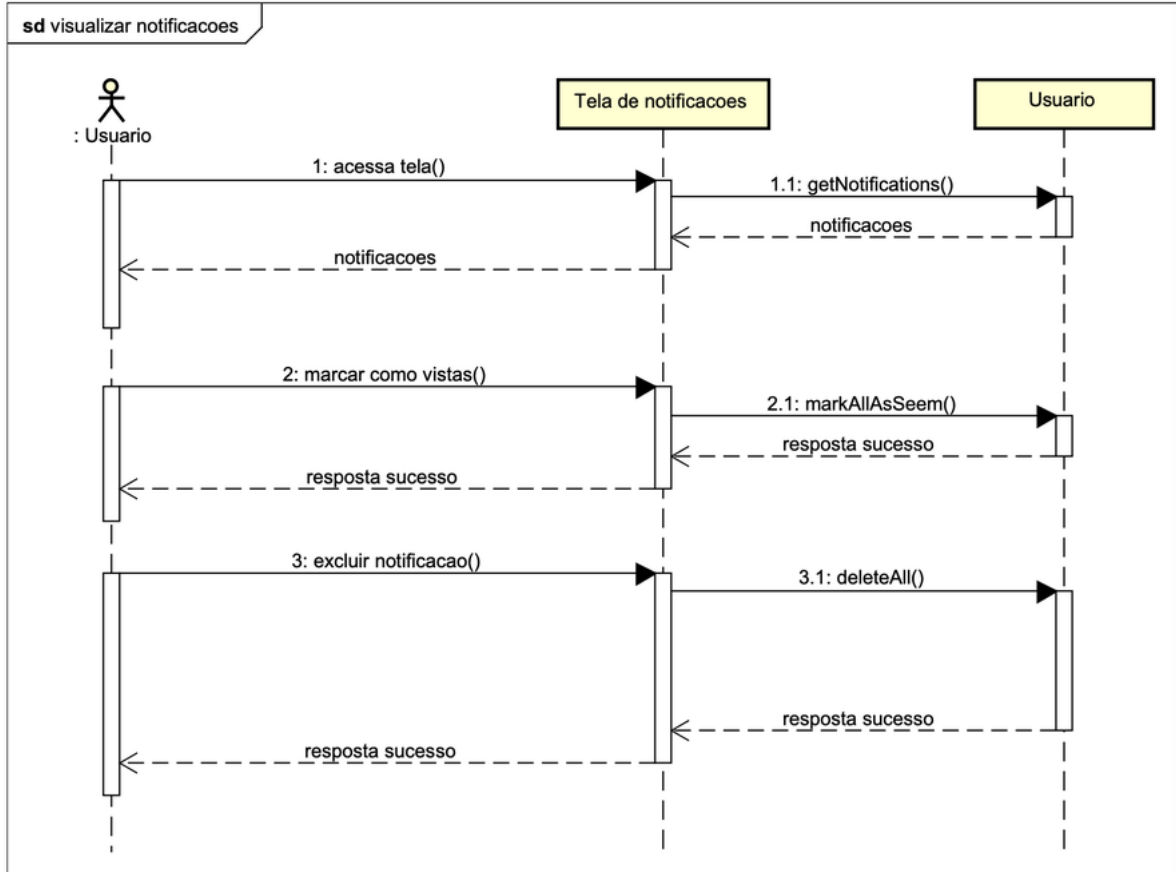 sd visualizar notificacoes
: Usuario
Tela de notificacoes
Usuario
1: acessa tela()
1.1: getNotifications()
notificacoes
notificacoes
2: marcar como vistas()
2.1: markAllAsSeem()
resposta sucesso
resposta sucesso
3: excluir notificacao()
3.1: deleteAll()
resposta sucesso
resposta sucesso